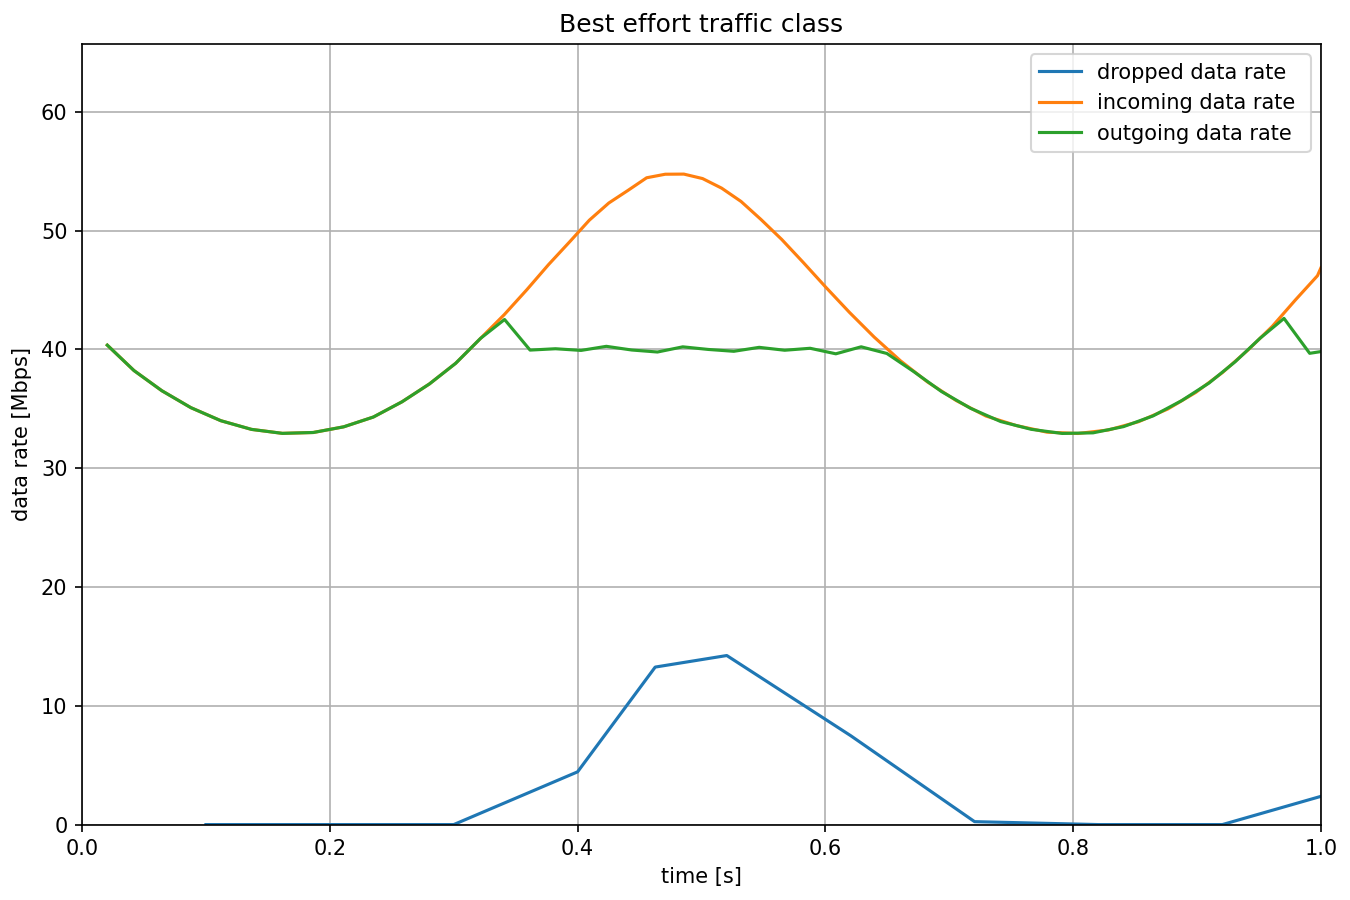 Best effort traffic class
dropped data rate
incoming data rate
outgoing data rate
data rate [Mbps]
60
50
40
30
20
10
0
0.0 0.2 0.4 0.6 0.8 1.0
time [s]